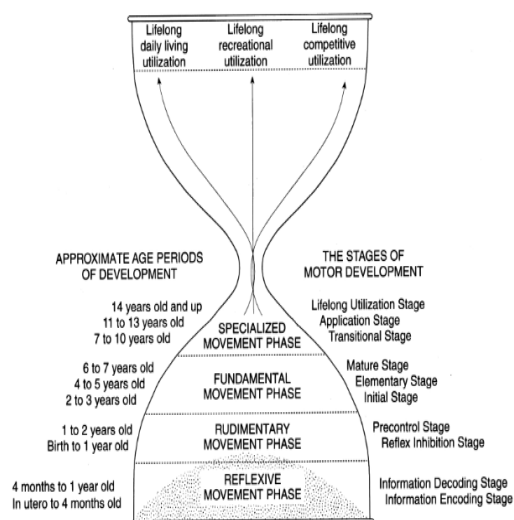 Lifelong daily living utilization
Lifelong recreational utilization
Lifelong competitive utilization
APPROXIMATE AGE PERIODS
OF DEVELOPMENT
THE STAGES OF
MOTOR DEVELOPMENT
14 years old and up
11 to 13 years old
7 to 10 years old
SPECIALIZED
MOVEMENT PHASE
Lifelong Utilization Stage
Application Stage
Transitional Stage
6 to 7 years old
4 to 5 years old
2 to 3 years old
FUNDAMENTAL
MOVEMENT PHASE
Mature Stage
Elementary Stage
Initial Stage
1 to 2 years old
Birth to 1 year old
RUDIMENTARY
MOVEMENT PHASE
Precontrol Stage
Reflex Inhibition Stage
4 months to 1 year old
In utero to 4 months old
REFLEXIVE
MOVEMENT PHASE
Information Decoding Stage
Information Encoding Stage